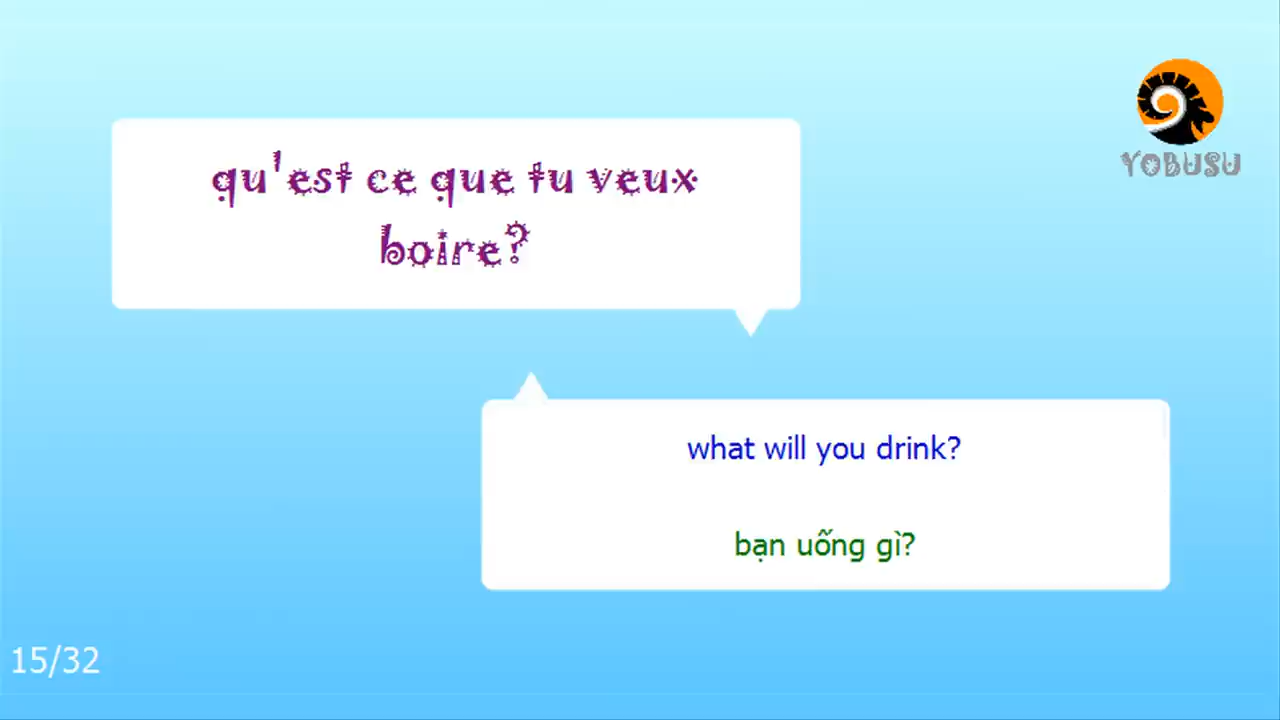 YOBUSU
qu'est ce que tu veux
boire?
what will you drink?
bạn uống gì?
15/32